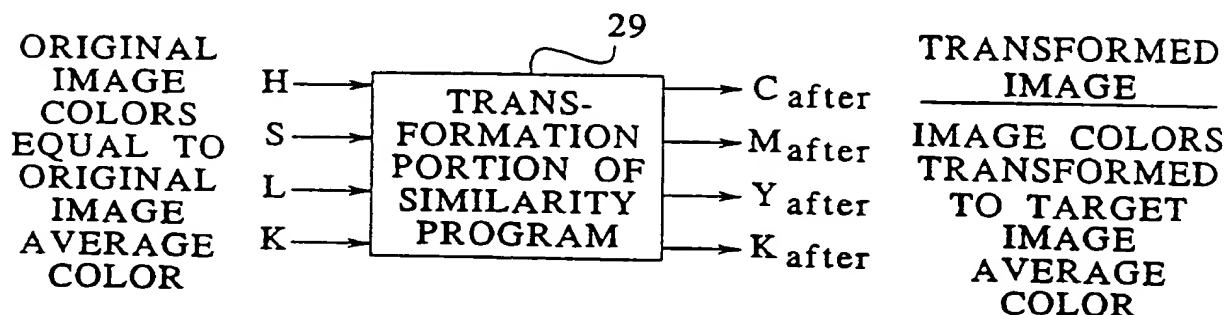 29
ORIGINAL
IMAGE
COLORS
EQUAL TO
ORIGINAL
IMAGE
AVERAGE
COLOR
H
S
L
K
TRANS-
FORMATION
PORTION OF
SIMILARITY
PROGRAM
C after
M after
Y after
K after
TRANSFORMED
IMAGE
IMAGE COLORS
TRANSFORMED
TO TARGET
IMAGE
AVERAGE
COLOR